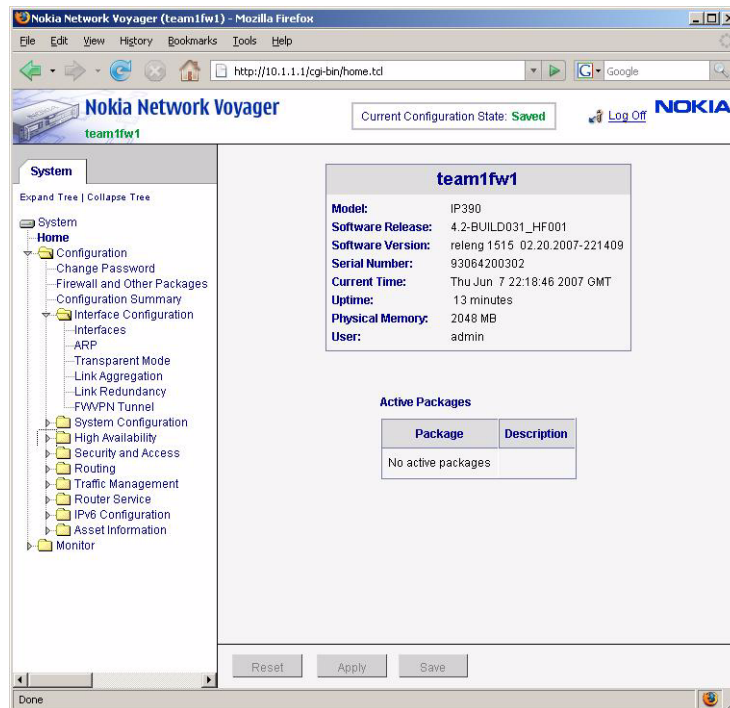 Nokia Network Voyager (team1fw1) - Mozilla Firefox
File Edit View History Bookmarks Tools Help
http://10.1.1.1/cgi-bin/home.tcl
G Google
Nokia Network Voyager
team1fw1
Current Configuration State: Saved
Log Off
NOKIA
System
Expand Tree | Collapse Tree
System
Home
Configuration
Change Password
Firewall and Other Packages
Configuration Summary
Interface Configuration
Interfaces
ARP
Transparent Mode
Link Aggregation
Link Redundancy
FWVPN Tunnel
System Configuration
High Availability
Security and Access
Routing
Traffic Management
Router Service
IPv6 Configuration
Asset Information
Monitor
team1fw1
Model: IP390
Software Release: 4.2-BUILD031_HF001
Software Version: releng 1515 02.20.2007-221409
Serial Number: 93064200302
Current Time: Thu Jun 7 22:18:46 2007 GMT
Uptime: 13 minutes
Physical Memory: 2048 MB
User: admin
Active Packages
Package Description
No active packages
Reset Apply Save
Done